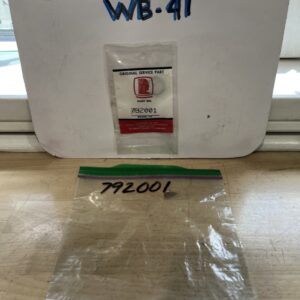 WB-41
ORIGINAL SERVICE PART
PART NO.
792001
792001